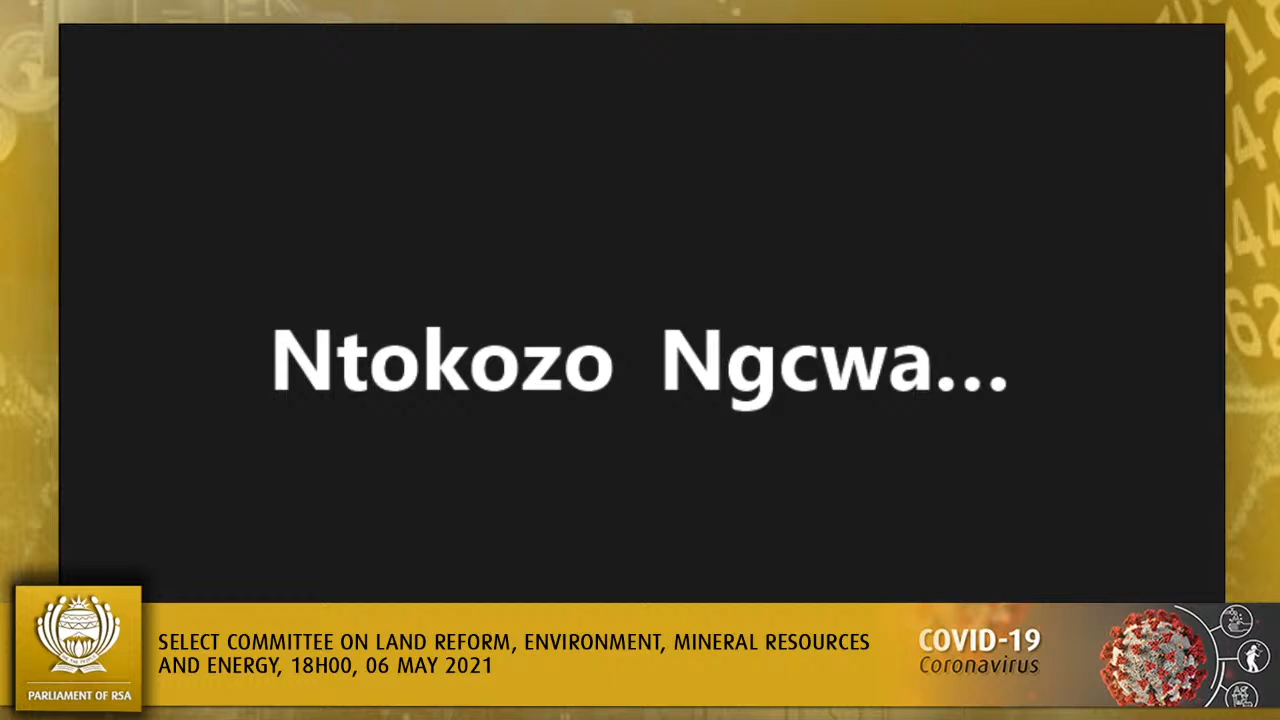 Ntokozo Ngcwa...
SELECT COMMITTEE ON LAND REFORM, ENVIRONMENT, MINERAL RESOURCES
AND ENERGY, 18H00, 06 MAY 2021
COVID-19
Coronavirus
PARLIAMENT OF RSA